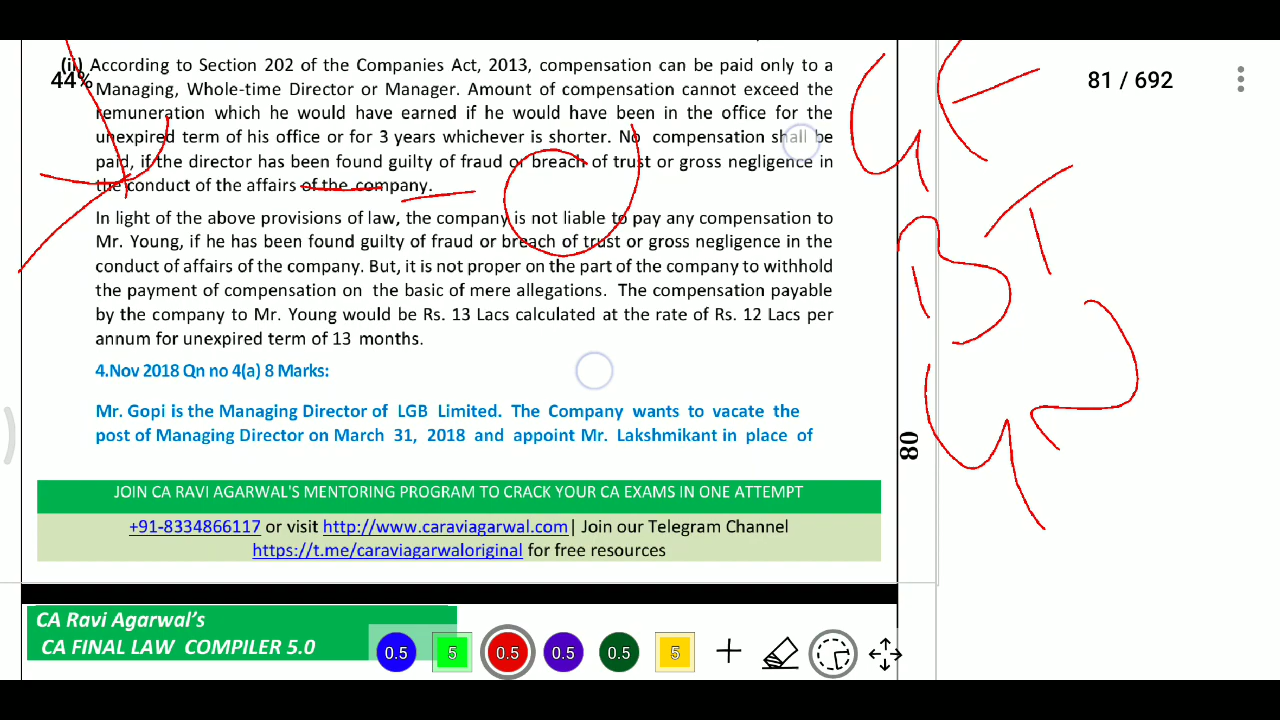 81 / 692
44%
(ii) According to Section 202 of the Companies Act, 2013, compensation can be paid only to a
Managing, Whole-time Director or Manager. Amount of compensation cannot exceed the
remuneration which he would have earned if he would have been in the office for the
unexpired term of his office or for 3 years whichever is shorter. No compensation shall be
paid, if the director has been found guilty of fraud or breach of trust or gross negligence in
the conduct of the affairs of the company.
In light of the above provisions of law, the company is not liable to pay any compensation to
Mr. Young, if he has been found guilty of fraud or breach of trust or gross negligence in the
conduct of affairs of the company. But, it is not proper on the part of the company to withhold
the payment of compensation on the basic of mere allegations. The compensation payable
by the company to Mr. Young would be Rs. 13 Lacs calculated at the rate of Rs. 12 Lacs per
annum for unexpired term of 13 months.
4.Nov 2018 Qn no 4(a) 8 Marks:
Mr. Gopi is the Managing Director of LGB Limited. The Company wants to vacate the
post of Managing Director on March 31, 2018 and appoint Mr. Lakshmikant in place of
80
JOIN CA RAVI AGARWAL'S MENTORING PROGRAM TO CRACK YOUR CA EXAMS IN ONE ATTEMPT
+91-8334866117 or visit http://www.caraviagarwal.com| Join our Telegram Channel
https://t.me/caraviagarwaloriginal for free resources
CA Ravi Agarwal's
CA FINAL LAW COMPILER 5.0
0.5 5 0.5 0.5 0.5 5